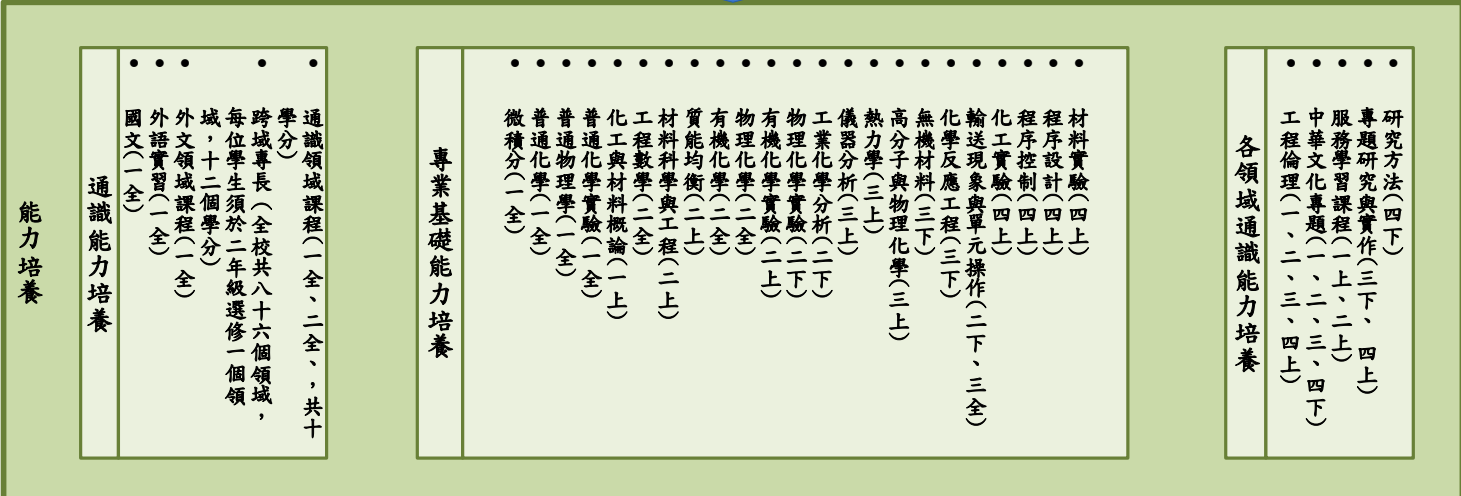 研究方法(四下)
專題研究與實作(三下、 四上)
服務學習課程(一上、二上)
中華文化專題(一、二、三、四下)
工程倫理(一、二、三、四上)
各領域通識能力培養
材料實驗(四上)
程序設計(四上)
程序控制(四上)
化工實驗(四上)
輸送現象與單元操作(二下、三全)
化學反應工程(三下)
無機材料(三下)
高分子與物理化學(三上)
熱力學(三上)
儀器分析(三上)
工業化學分析(二下)
物理化學實驗(二下)
有機化學實驗(二上)
物理化學(二全)
有機化學(二全)
質能均衡(二上)
材料科學與工程(二上)
工程數學(二全)
化工與材料概論(一上)
普通化學實驗(一全)
普通物理學(一全)
普通化學(一全)
微積分(一全)
專業基礎能力培養
通識領域課程(一全、二全、,共十
學分)
跨域專長(全校共八十六個領域,
每位學生須於二年級選修一個領
域,十二個學分)
外文領域課程(一全)
外語實習(一全)
國文(一全)
通識能力培養
能力培養